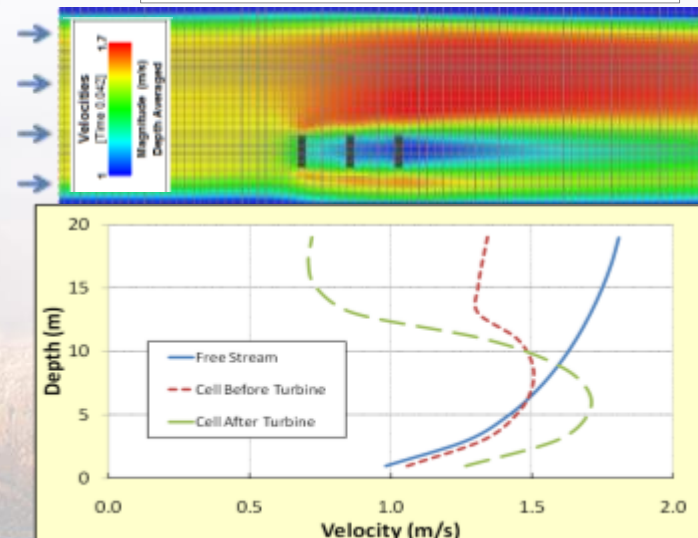 Velocities
[Time 0.042]
Magnitude (m/s)
Depth Averaged
1.7
1
20
15
10
5
0
Depth (m)
Free Stream
Cell Before Turbine
Cell After Turbine
0.0 0.5 1.0 1.5 2.0
Velocity (m/s)